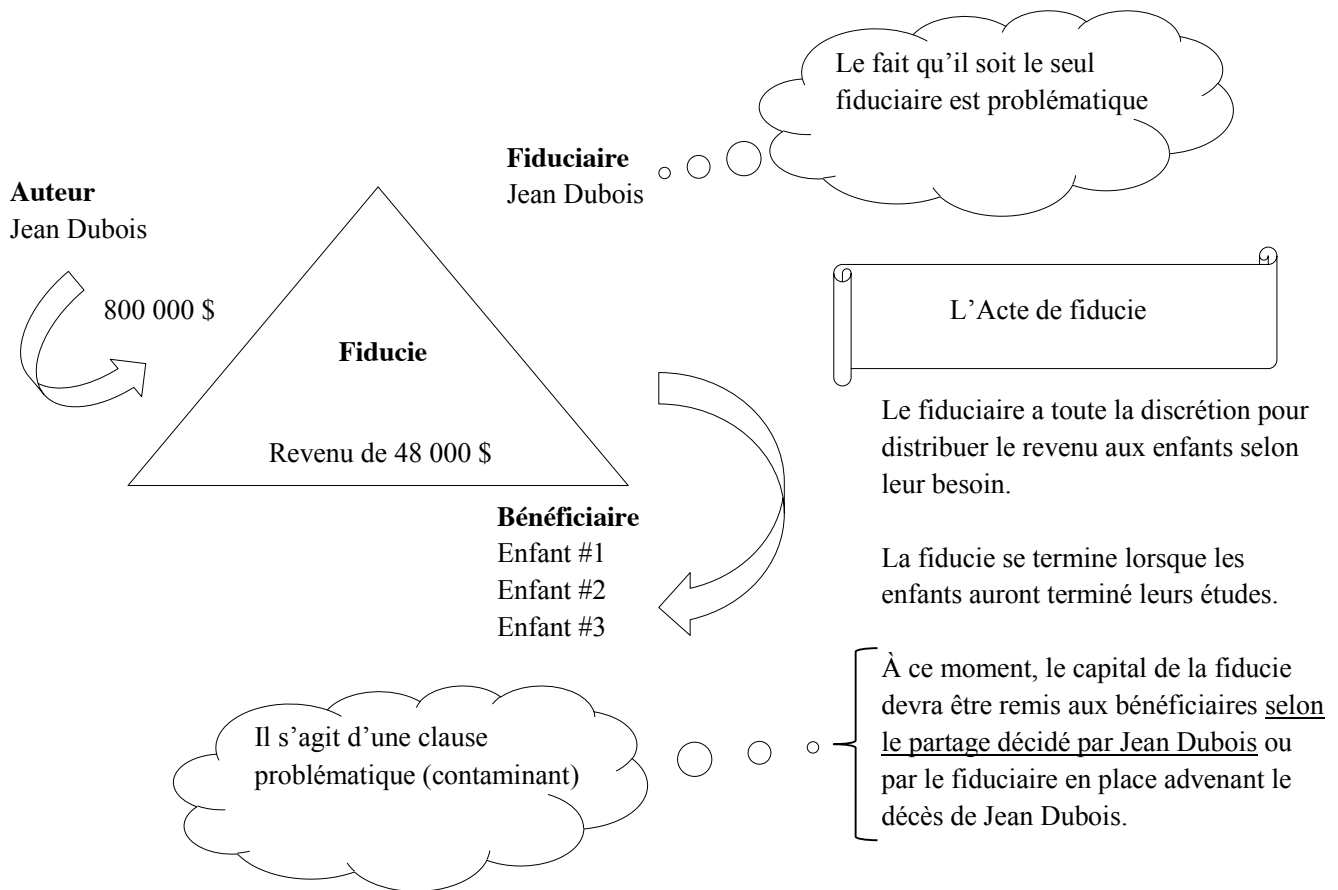 Le fait qu’il soit le seul
fiduciaire est problématique
Fiduciaire
Jean Dubois
Auteur
Jean Dubois
800 000 $
Fiducie
Revenu de 48 000 $
L’Acte de fiducie
Le fiduciaire a toute la discrétion pour
distribuer le revenu aux enfants selon
leur besoin.
La fiducie se termine lorsque les
enfants auront terminé leurs études.
Bénéficiaire
Enfant #1
Enfant #2
Enfant #3
À ce moment, le capital de la fiducie
devra être remis aux bénéficiaires selon
le partage décidé par Jean Dubois ou
par le fiduciaire en place advenant le
décès de Jean Dubois.
Il s’agit d’une clause
problématique (contaminant)